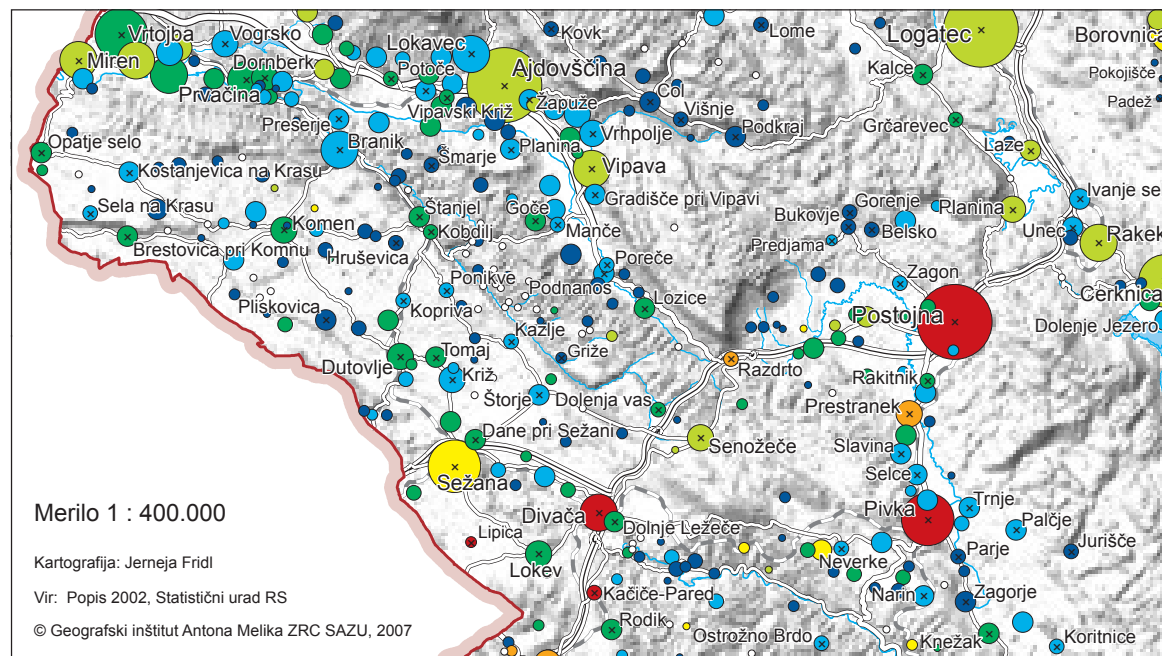 Vrtojba
Vogrsko
Lokavec
Kovk
Lome
Logatec
Borovnica
Miren
Dornberk
Potoče
Ajdovščina
Kalce
Pokojišče
Prvačina
Vipavski Križ
Žapuže
Col
Višnje
Padež
Prešerje
Vrhpolje
Podkraj
Grčarevec
Opatje selo
Branik
Šmarje
Planina
Laze
Kostanjevica na Krasu
Vipava
Gradišče pri Vipavi
Ivanje se
Sela na Krasu
Štanjel
Goče
Bukovje
Gorenje
Planina
Komen
Kobdilj
Manče
Belsko
Unec
Rakek
Brestovica pri Komnu
Hruševica
Predjama
Ponikve
Poreče
Zagon
Cerknica
Pliskovica
Kopriva
Podnanos
Lozice
Postojna
Dolenje Jezero
Kazlje
Griže
Dutovlje
Tomaj
Razdrto
Križ
Rakitnik
Štorje
Dolenja vas
Prestranek
Dane pri Sežani
Senožeče
Slavina
Sežana
Selce
Merilo 1 : 400.000
Divača
Pivka
Trnje
Palčje
Lipica
Dolnje Ležeče
Kartografija: Jerneja Fridl
Lokev
Neverke
Parje
Jurišče
Vir: Popis 2002, Statistični urad RS
Kačiče-Pared
Narin
Zagorje
© Geografski inštitut Antona Melika ZRC SAZU, 2007
Rodik
Ostrožno Brdo
Knežak
Koritnice